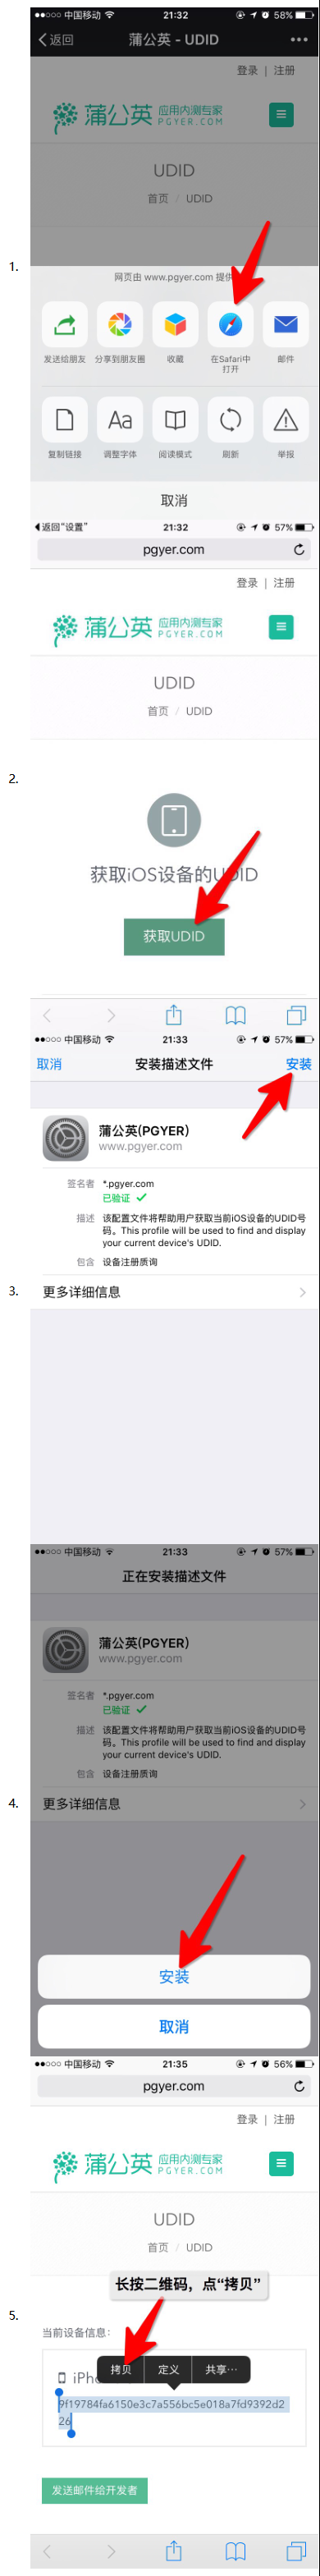 ●●○○○ 中国移动 21:32 58%
返回 蒲公英 - UDID •••
登录 | 注册
蒲公英 应用内测专家
PGYER.COM
UDID
首页 / UDID
1.
网页由 www.pgyer.com 提供
发送给朋友 分享到朋友圈 收藏 在Safari中 邮件
打开
Aa
复制链接 调整字体 阅读模式 刷新 举报
取消
返回“设置” 21:32 57%
pgyer.com
登录 | 注册
蒲公英 应用内测专家
PGYER.COM
UDID
首页 / UDID
2.
获取iOS设备的UDID
获取UDID
●●○○○ 中国移动 21:33 57%
取消 安装描述文件 安装
蒲公英(PGYER)
www.pgyer.com
签名者 *.pgyer.com
已验证 ✓
描述 该配置文件将帮助用户获取当前iOS设备的UDID号
码。This profile will be used to find and display
your current device's UDID.
包含 设备注册质询
3.
更多详细信息
●●○○○ 中国移动 21:33 57%
正在安装描述文件
蒲公英(PGYER)
www.pgyer.com
签名者 *.pgyer.com
已验证 ✓
描述 该配置文件将帮助用户获取当前iOS设备的UDID号
码。This profile will be used to find and display
your current device's UDID.
包含 设备注册质询
4.
更多详细信息
安装
取消
●●○○○ 中国移动 21:35 56%
pgyer.com
登录 | 注册
蒲公英 应用内测专家
PGYER.COM
UDID
首页 / UDID
长按二维码，点“拷贝”
5.
当前设备信息：
拷贝 定义 共享…
iPh
9f19784fa6150e3c7a556bc5e018a7fd9392d2
26
发送邮件给开发者